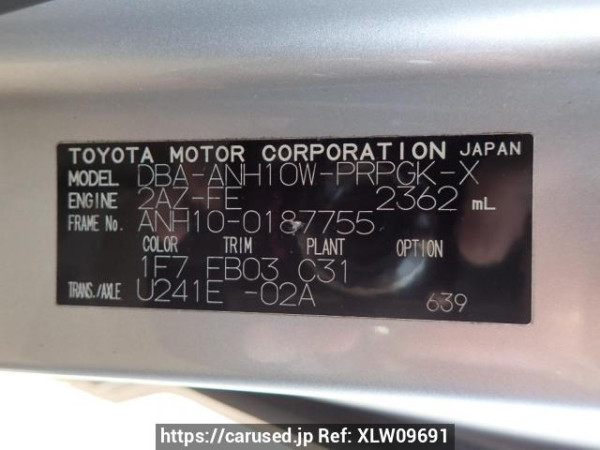 TOYOTA MOTOR CORPORATION JAPAN
MODEL DBA-ANH10W-PRPGK-X
ENGINE 2AZ-FE 2362 mL
FRAME No. ANH10-0187755
COLOR TRIM PLANT OPTION
1F7 FB03 C31
TRANS./AXLE U241E -02A 639
https://carused.jp Ref: XLW09691